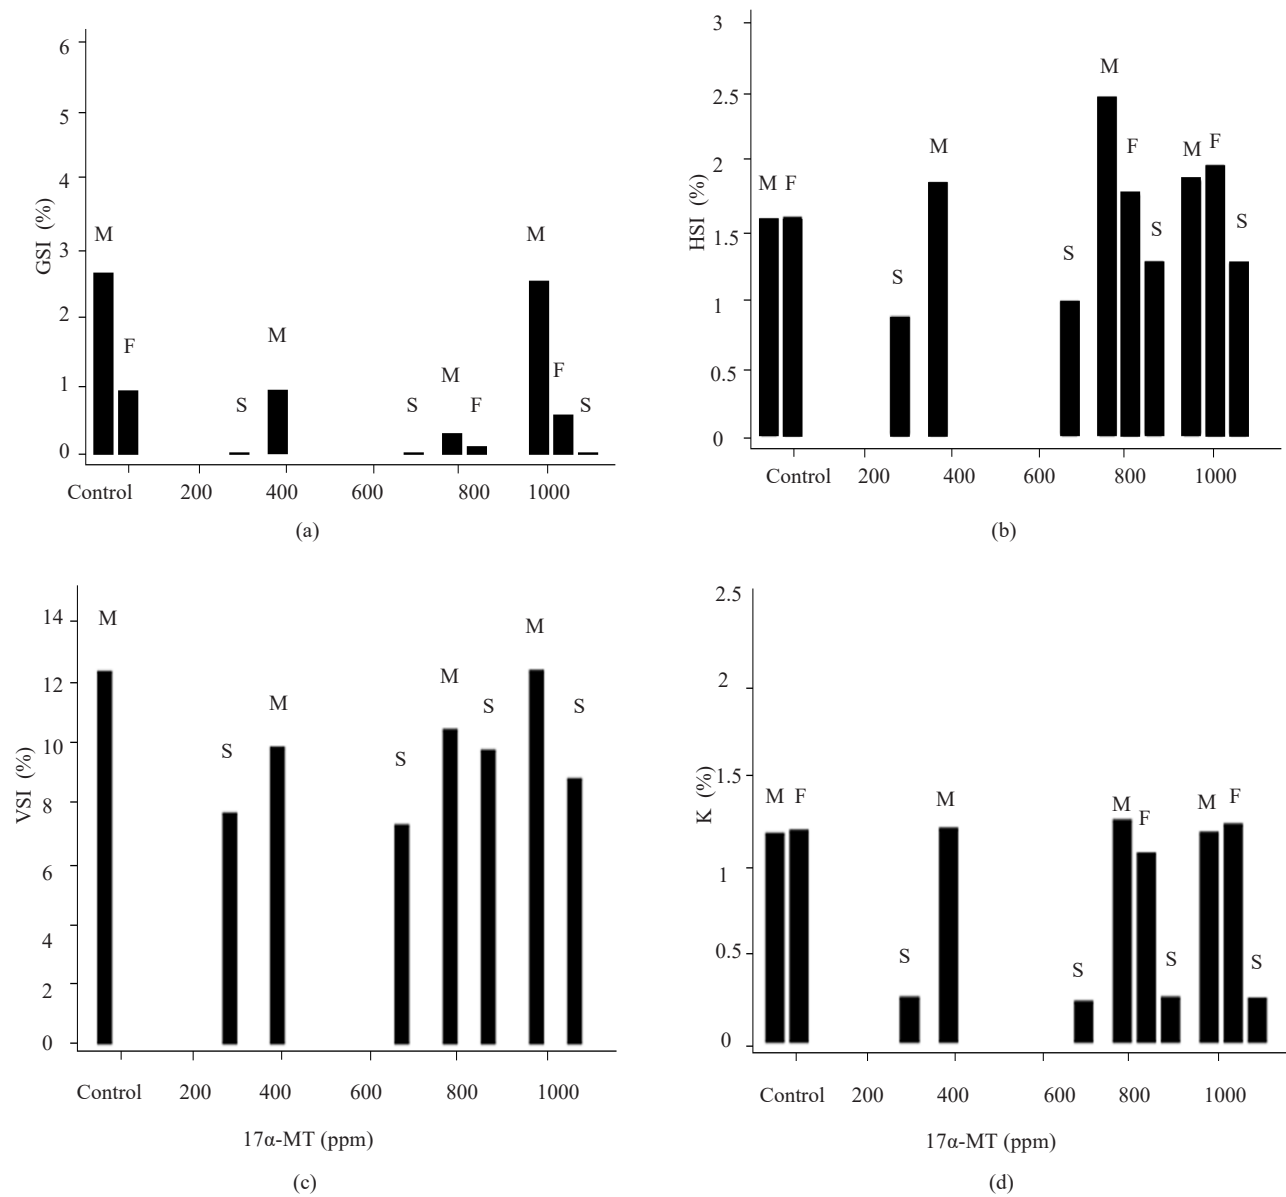 6
5
4
3
2
1
0
GSI (%)
M
F
S
M
S
M
F
M
F
S
Control 200 400 600 800 1000
(a)
3
2.5
2
1.5
1
0.5
0
HSI (%)
M F
S
M
S
M
F
S
M
F
S
Control 200 400 600 800 1000
(b)
14
12
10
8
6
4
2
0
VSI (%)
M
S
M
S
M
S
M
S
Control 200 400 600 800 1000
17α-MT (ppm)
(c)
2.5
2
1.5
1
0.5
0
K (%)
M F
S
M
S
M
F
S
M
F
S
Control 200 400 600 800 1000
17α-MT (ppm)
(d)